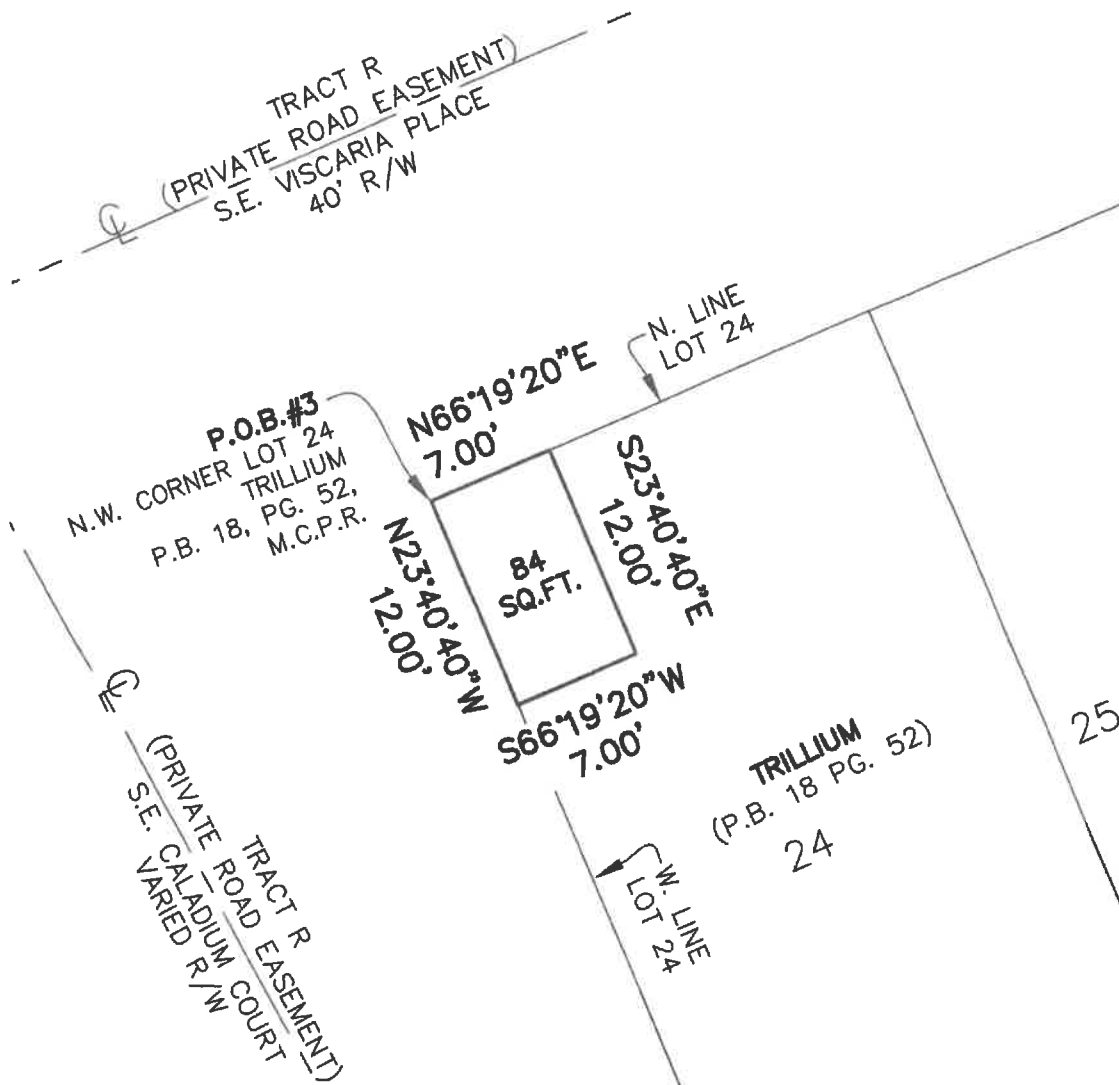 TRACT R
(PRIVATE ROAD EASEMENT)
S.E. VISCARIA PLACE
40' R/W
℄
N. LINE
LOT 24
P.O.B.#3
N.W. CORNER LOT 24
TRILLIUM
P.B. 18, PG. 52,
M.C.P.R.
N66°19'20"E
7.00'
S23°40'40"E
12.00'
84
SQ.FT.
N23°40'40"W
12.00'
S66°19'20"W
7.00'
TRILLIUM
(P.B. 18 PG. 52)
24
25
W. LINE
LOT 24
℄
TRACT R
(PRIVATE ROAD EASEMENT)
S.E. CALADIUM COURT
VARIED R/W